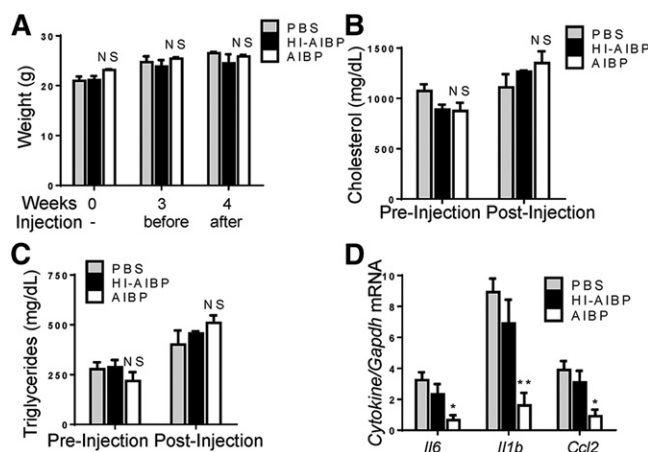 A
PBS
HI-AIBP
AIBP
Weight (g)
30
20
10
0
NS
NS
NS
Weeks 0 3 4
Injection - before after
B
PBS
HI-AIBP
AIBP
Cholesterol (mg/dL)
1500
1000
500
0
NS
NS
Pre-Injection Post-Injection
C
PBS
HI-AIBP
AIBP
Triglycerides (mg/dL)
750
500
250
0
NS
NS
Pre-Injection Post-Injection
D
PBS
HI-AIBP
AIBP
Cytokine/Gapdh mRNA
10
8
6
4
2
0
*
**
*
Il6 Il1b Ccl2